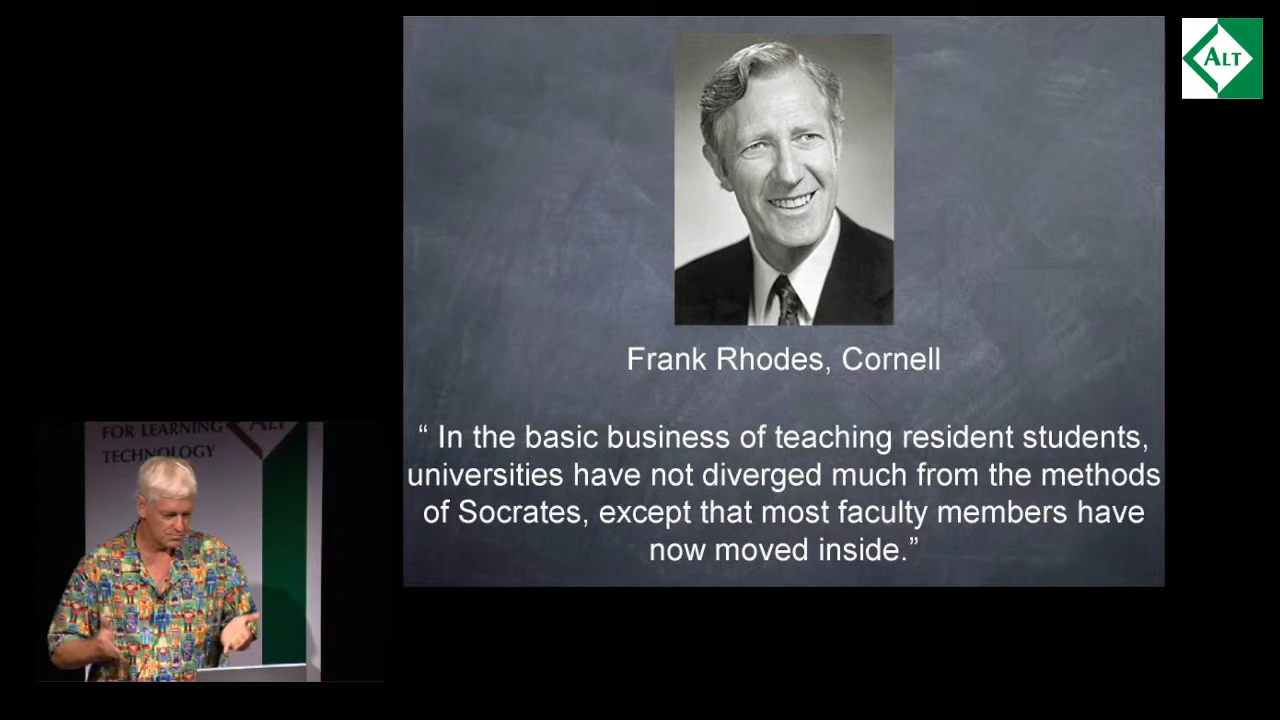 ALT
Frank Rhodes, Cornell
“ In the basic business of teaching resident students,
universities have not diverged much from the methods
of Socrates, except that most faculty members have
now moved inside.”
FOR LEARNING
TECHNOLOGY
ALT